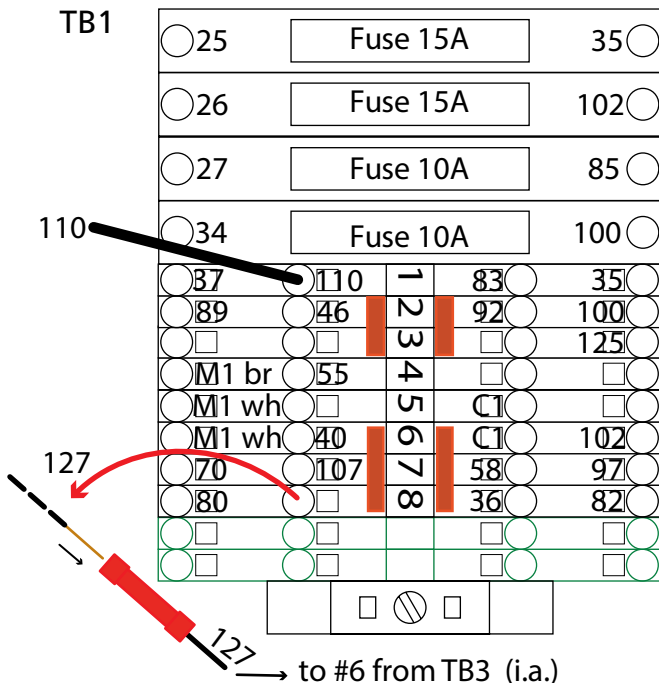 TB1
25 Fuse 15A 35
26 Fuse 15A 102
27 Fuse 10A 85
110
34 Fuse 10A 100
37 110 1 83 35
89 46 2 92 100
3 125
M1 br 55 4
M1 wh 5 C1
M1 wh 40 6 C1 102
127
70 107 7 58 97
80 8 36 82
127
to #6 from TB3 (i.a.)